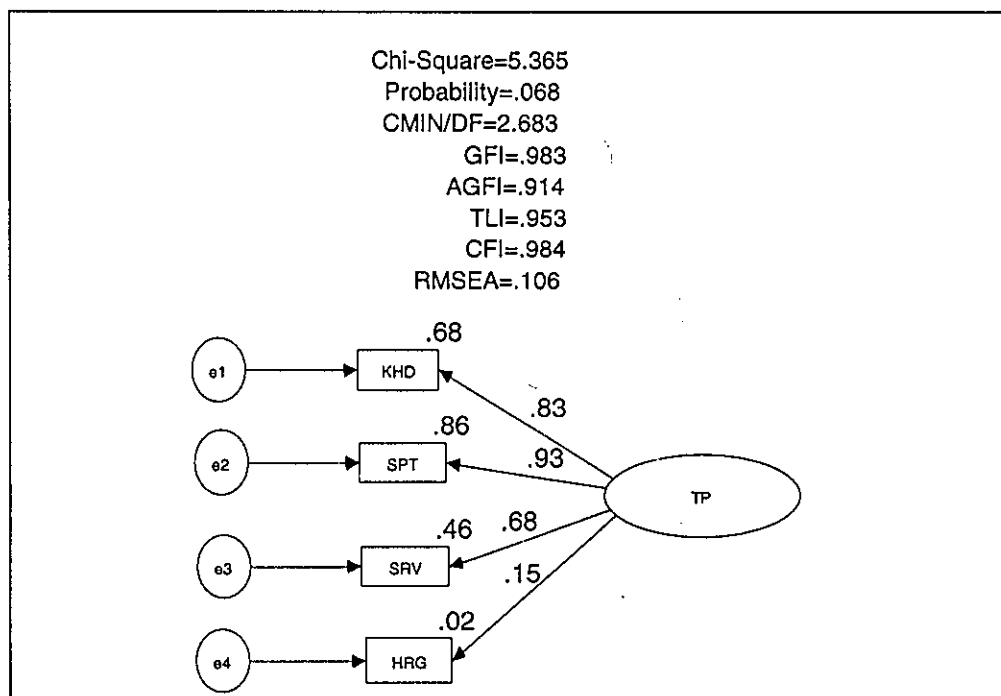 Chi-Square=5.365
Probability=.068
CMIN/DF=2.683
GFI=.983
AGFI=.914
TLI=.953
CFI=.984
RMSEA=.106
.68
e1 KHD
.83
.86
e2 SPT
.93
TP
.46
.68
e3 SRV
.15
.02
e4 HRG